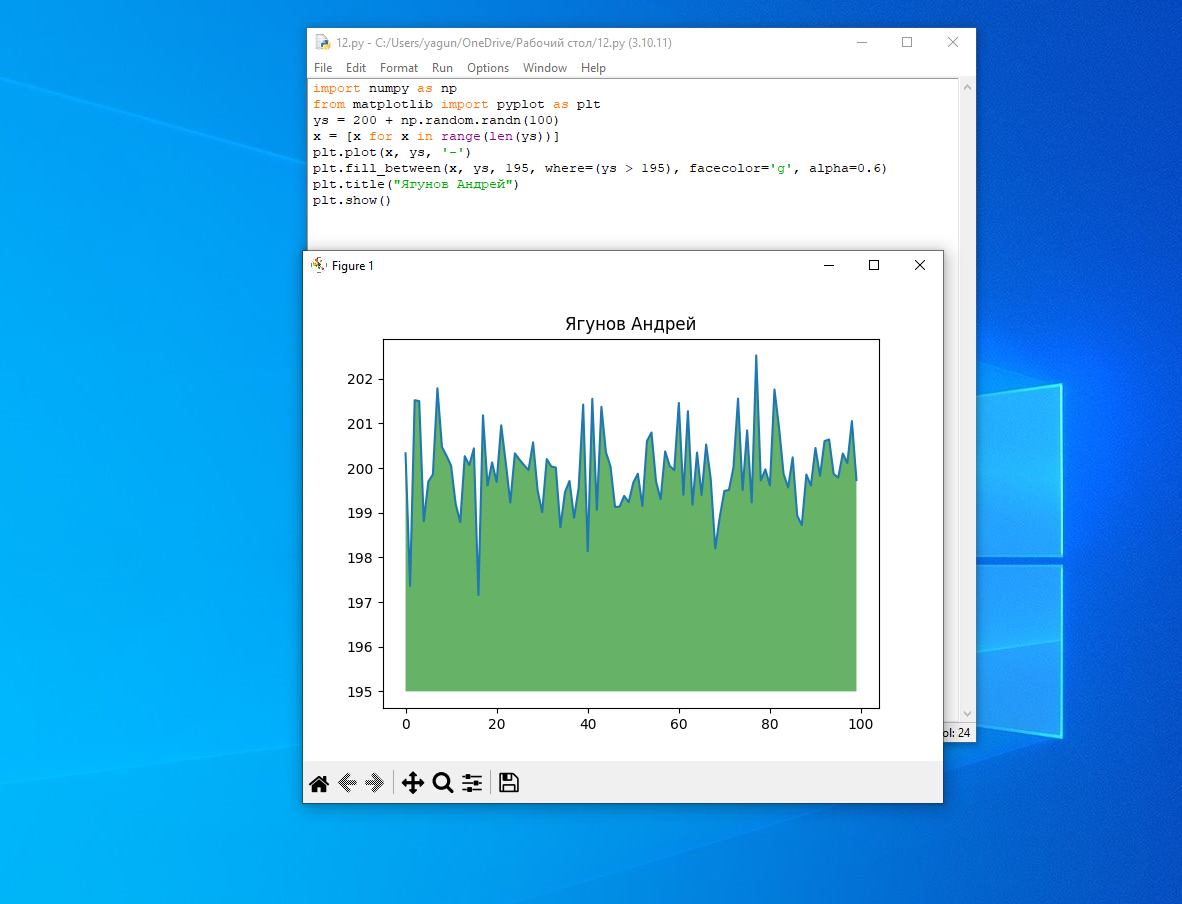 12.py - C:/Users/yagun/OneDrive/Рабочий стол/12.py (3.10.11)
File Edit Format Run Options Window Help
import numpy as np
from matplotlib import pyplot as plt
ys = 200 + np.random.randn(100)
x = [x for x in range(len(ys))]
plt.plot(x, ys, '-')
plt.fill_between(x, ys, 195, where=(ys > 195), facecolor='g', alpha=0.6)
plt.title("Ягунов Андрей")
plt.show()
Figure 1
Ягунов Андрей
202
201
200
199
198
197
196
195
0 20 40 60 80 100
ol: 24